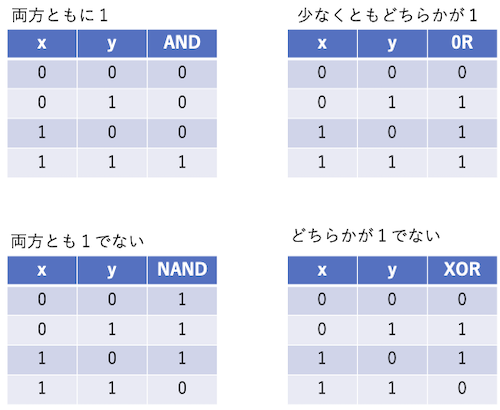 両方ともに１
x y AND
0 0 0
0 1 0
1 0 0
1 1 1
少なくともどちらかが１
x y 0R
0 0 0
0 1 1
1 0 1
1 1 1
両方とも１でない
x y NAND
0 0 1
0 1 1
1 0 1
1 1 0
どちらかが１でない
x y XOR
0 0 0
0 1 1
1 0 1
1 1 0